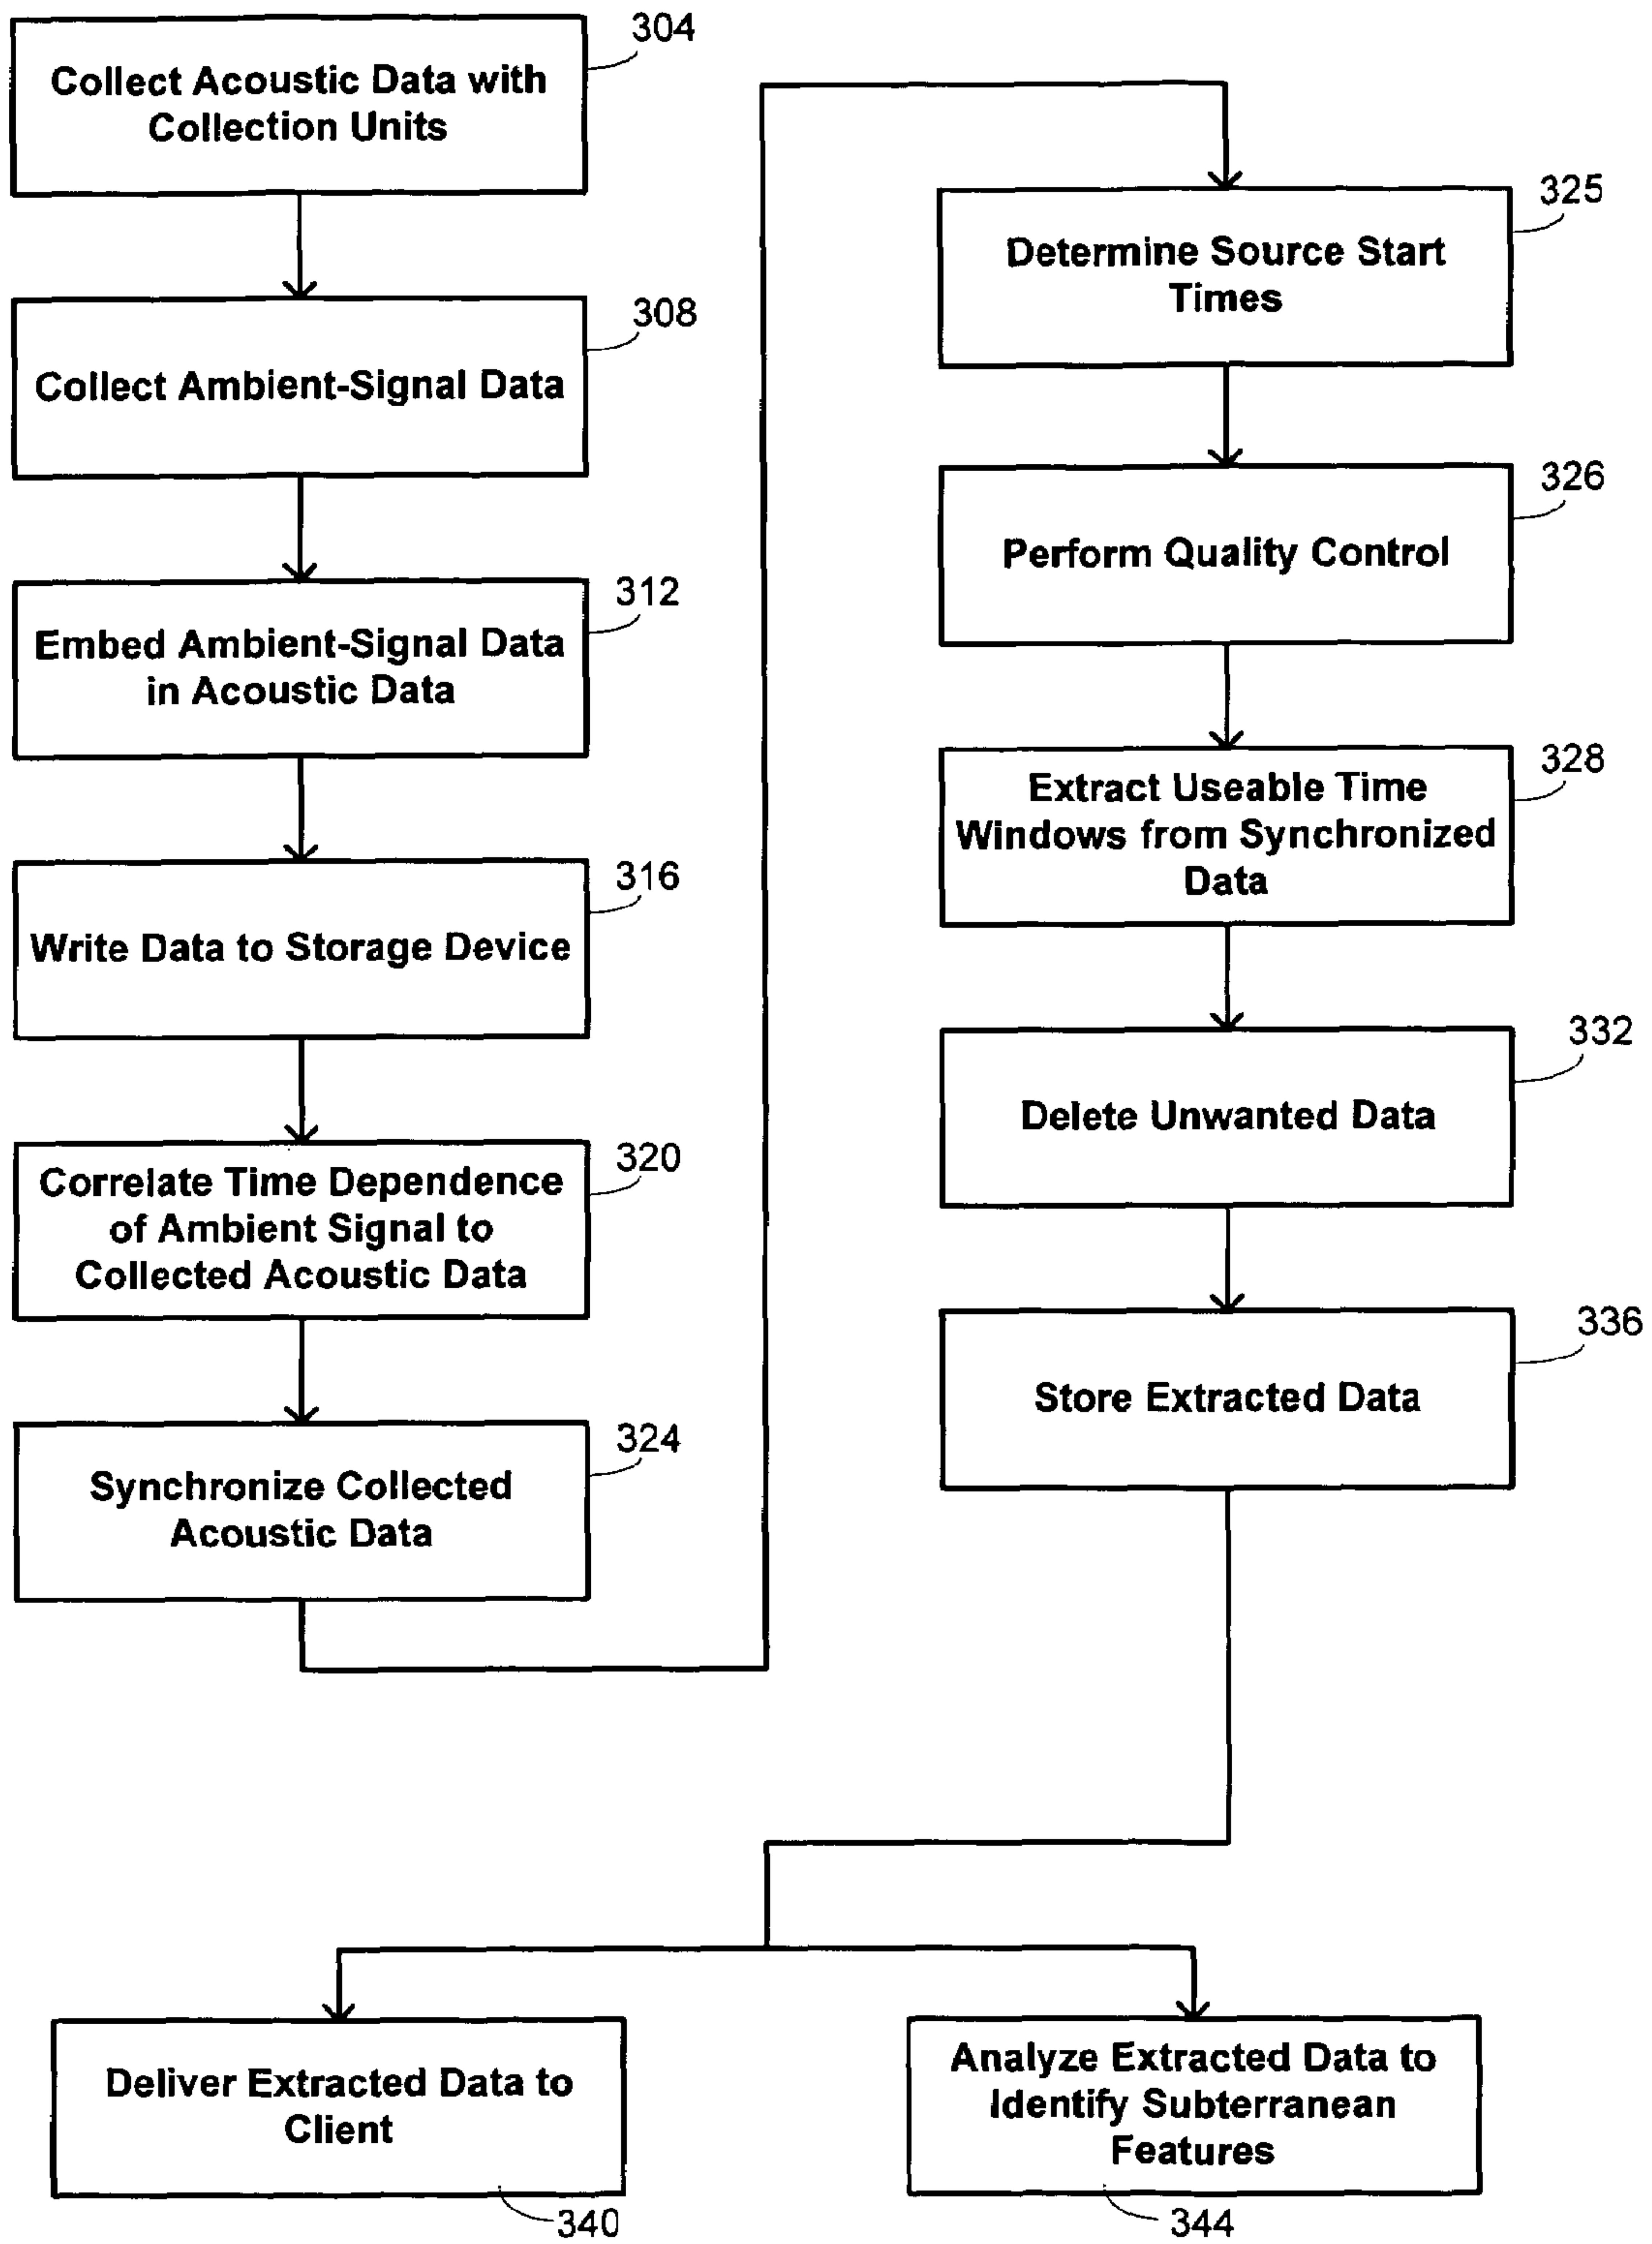 304
Collect Acoustic Data with
Collection Units
308
Collect Ambient-Signal Data
312
Embed Ambient-Signal Data
in Acoustic Data
316
Write Data to Storage Device
320
Correlate Time Dependence
of Ambient Signal to
Collected Acoustic Data
324
Synchronize Collected
Acoustic Data
325
Determine Source Start
Times
326
Perform Quality Control
328
Extract Useable Time
Windows from Synchronized
Data
332
Delete Unwanted Data
336
Store Extracted Data
Deliver Extracted Data to
Client
340
Analyze Extracted Data to
Identify Subterranean
Features
344